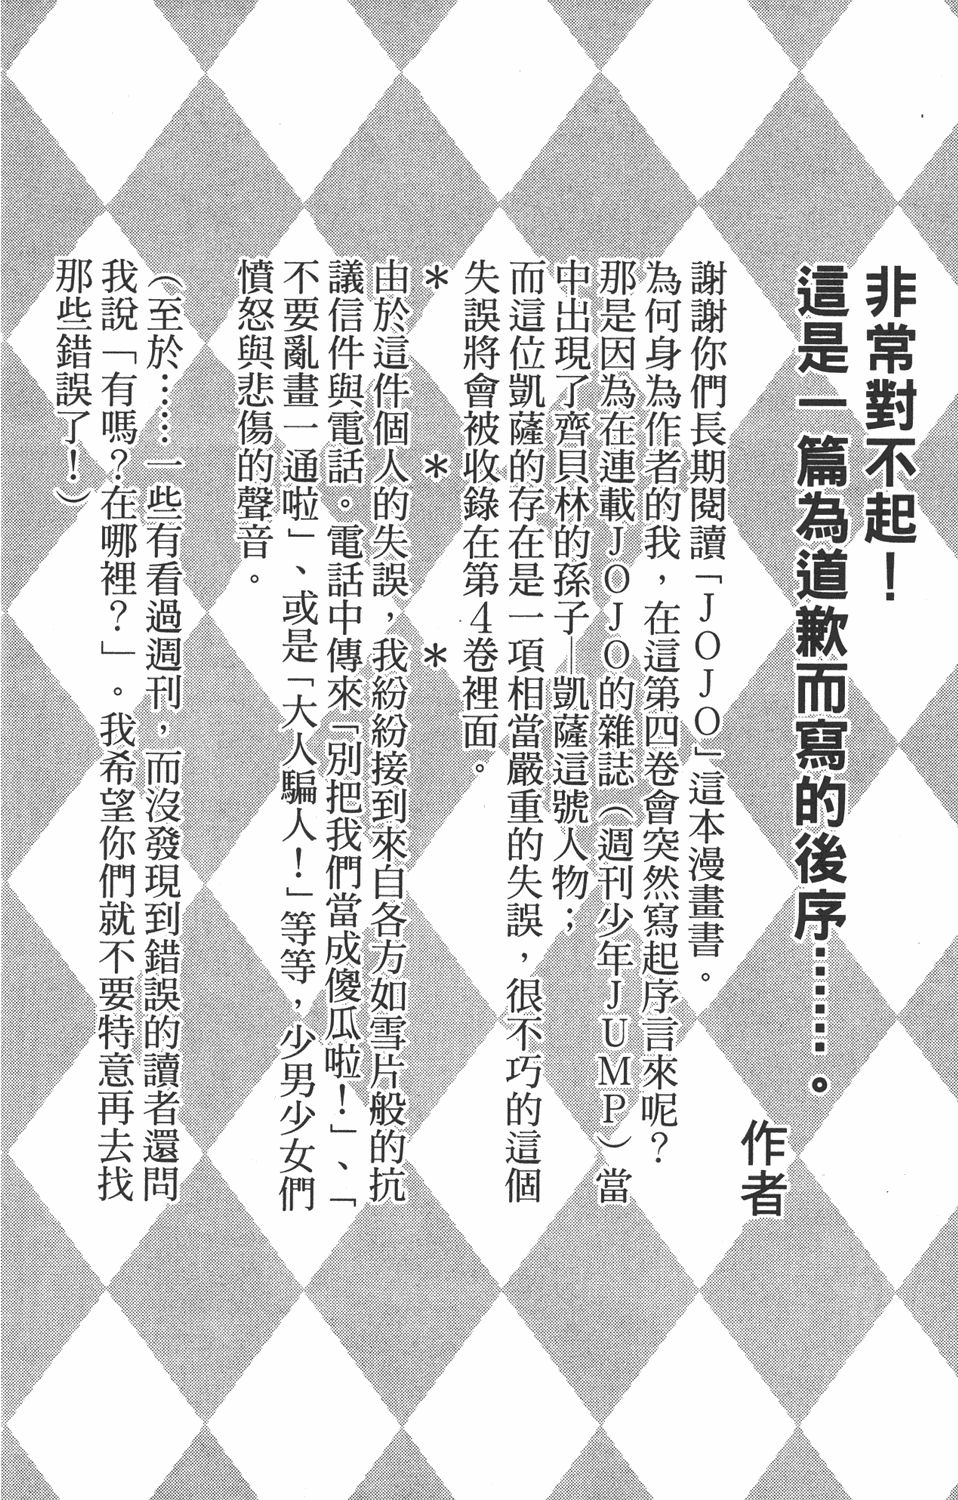 非常對不起！
這是一篇為道歉而寫的後序………。
作者
謝謝你們長期閱讀「ＪＯＪＯ」這本漫畫書。
為何身為作者的我，在這第四卷會突然寫起序言來呢？
那是因為在連載ＪＯＪＯ的雜誌（週刊少年ＪＵＭＰ）當
中出現了齊貝林的孫子—凱薩這號人物；
而這位凱薩的存在是一項相當嚴重的失誤，很不巧的這個
失誤將會被收錄在第４卷裡面。
＊　＊　＊
由於這件個人的失誤，我紛紛接到來自各方如雪片般的抗
議信件與電話。電話中傳來「別把我們當成傻瓜啦！」、「
不要亂畫一通啦」、或是「大人騙人！」等等，少男少女們
憤怒與悲傷的聲音。
（至於……一些有看過週刊，而沒發現到錯誤的讀者還問
我說「有嗎？在哪裡？」。我希望你們就不要特意再去找
那些錯誤了！）